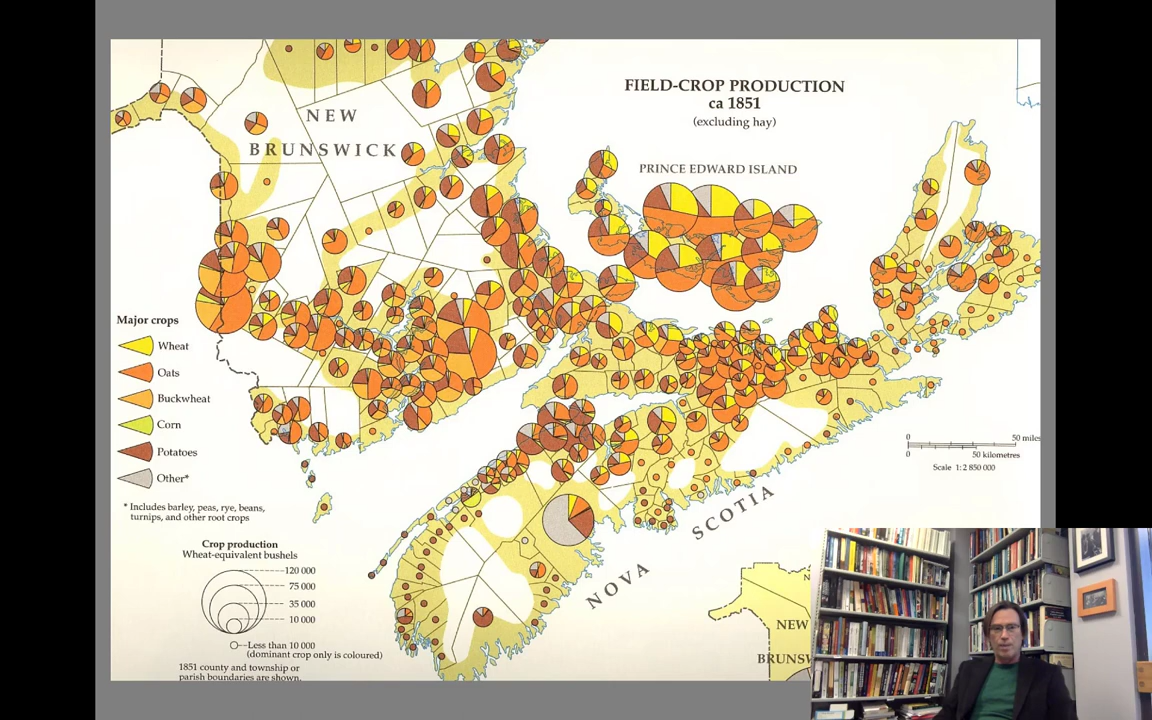 FIELD-CROP PRODUCTION
ca 1851
(excluding hay)
NEW
BRUNSWICK
PRINCE EDWARD ISLAND
Major crops
Wheat
Oats
Buckwheat
Corn
Potatoes
Other*
* Includes barley, peas, rye, beans,
turnips, and other root crops
Crop production
Wheat-equivalent bushels
120 000
75 000
35 000
10 000
Less than 10 000
(dominant crop only is coloured)
1851 county and township or
parish boundaries are shown.
NOVA SCOTIA
0 50 miles
0 50 kilometres
Scale 1:2 850 000
N
NEW
BRUNSW